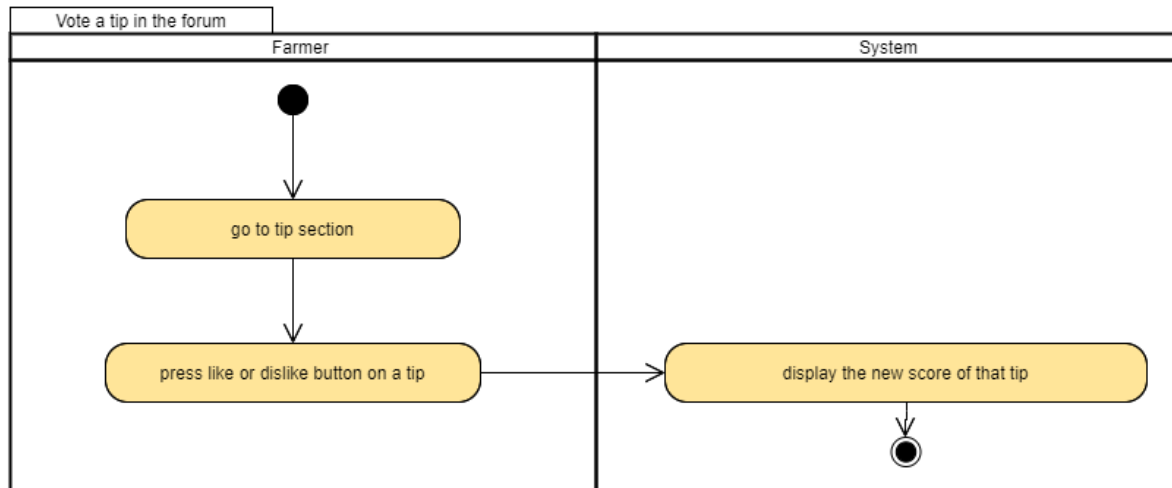 Vote a tip in the forum
Farmer
System
go to tip section
press like or dislike button on a tip
display the new score of that tip